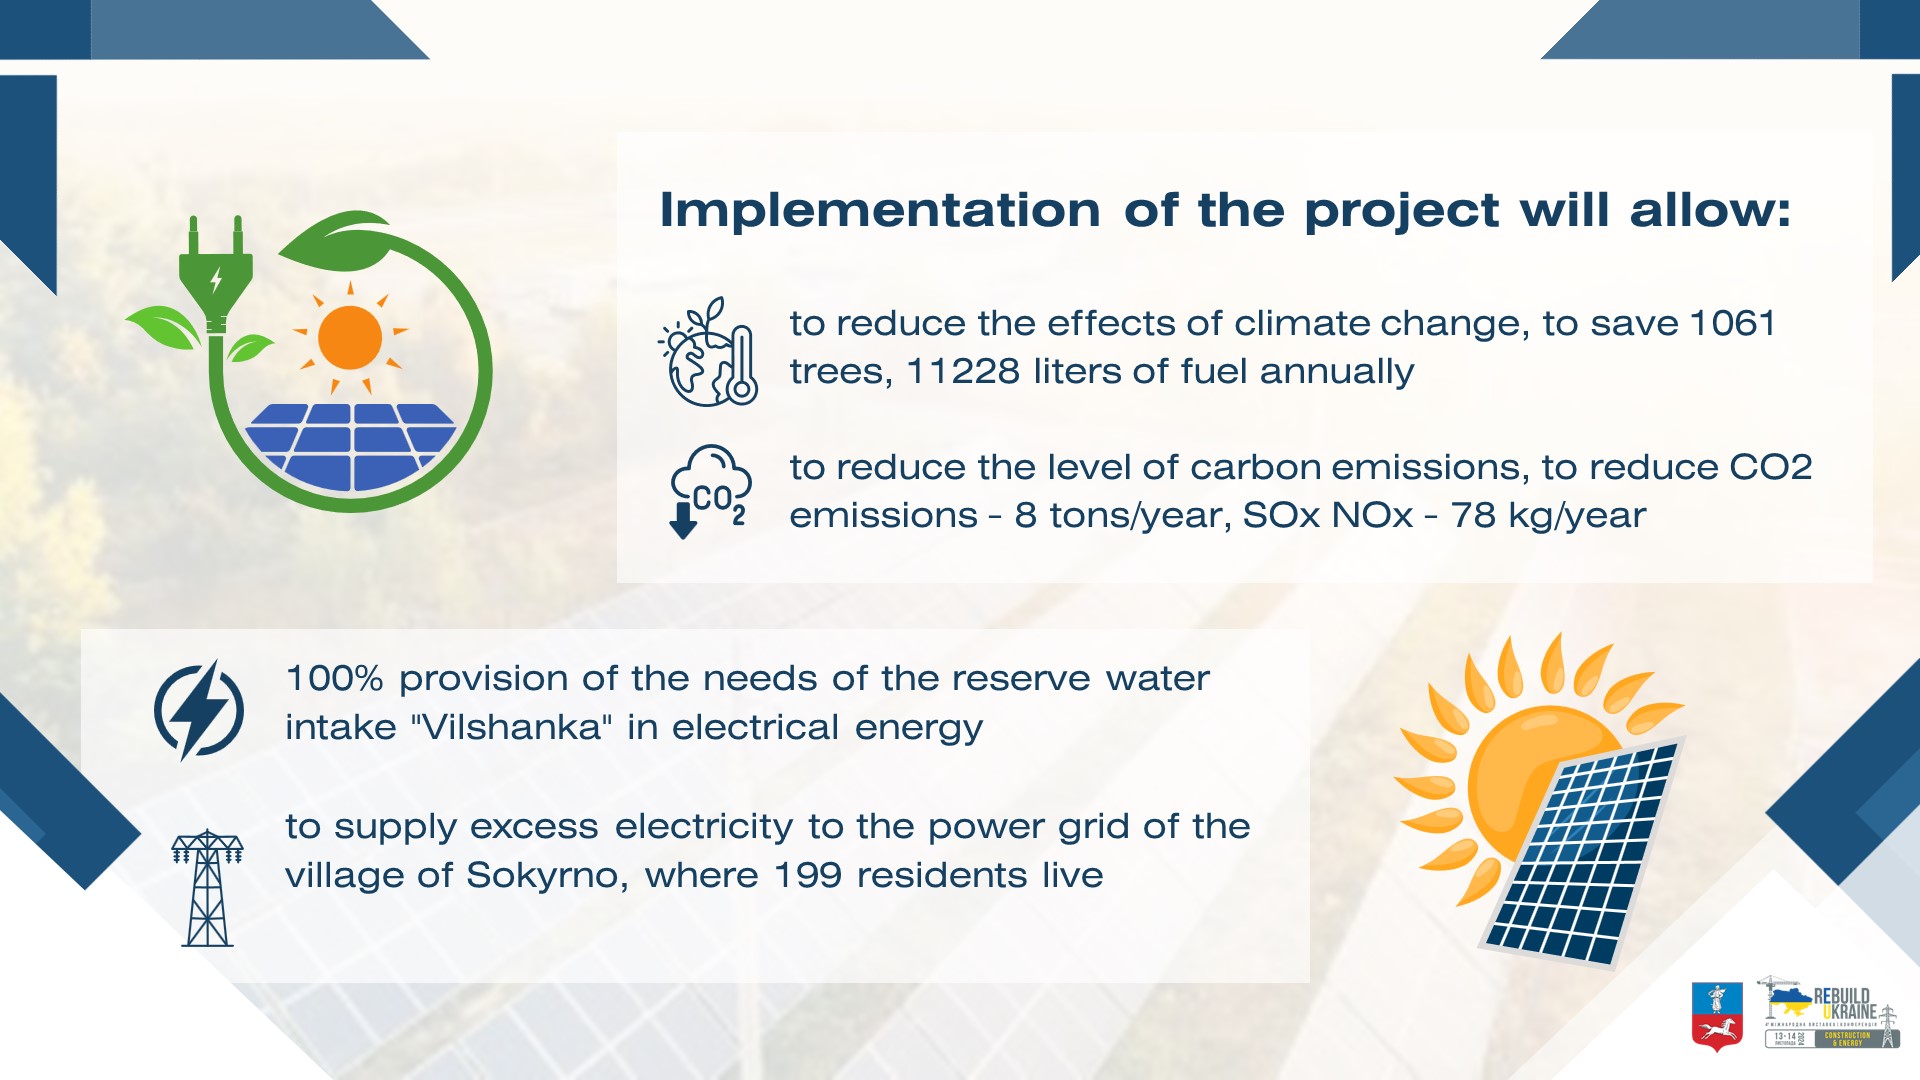 Implementation of the project will allow:
to reduce the effects of climate change, to save 1061
trees, 11228 liters of fuel annually
CO2
to reduce the level of carbon emissions, to reduce CO2
emissions - 8 tons/year, SOx NOx - 78 kg/year
100% provision of the needs of the reserve water
intake "Vilshanka" in electrical energy
to supply excess electricity to the power grid of the
village of Sokyrno, where 199 residents live
REBUILD
UKRAINE
13-14
2024
CONSTRUCTION
& ENERGY